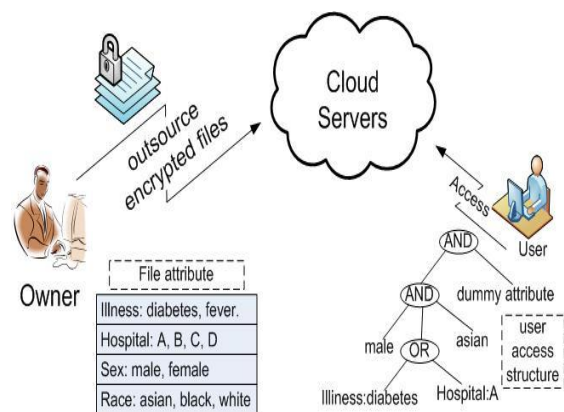 Cloud
Servers
outsource
encrypted files
Access
User
Owner
File attribute
Illness: diabetes, fever.
Hospital: A, B, C, D
Sex: male, female
Race: asian, black, white
AND
AND
dummy attribute
male
OR
asian
Illiness:diabetes
Hospital:A
user
access
structure